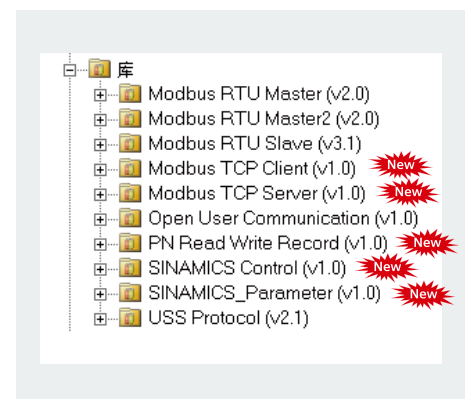 库
Modbus RTU Master (v2.0)
Modbus RTU Master2 (v2.0)
Modbus RTU Slave (v3.1)
Modbus TCP Client (v1.0) New
Modbus TCP Server (v1.0) New
Open User Communication (v1.0)
PN Read Write Record (v1.0) New
SINAMICS Control (v1.0) New
SINAMICS_Parameter (v1.0) New
USS Protocol (v2.1)